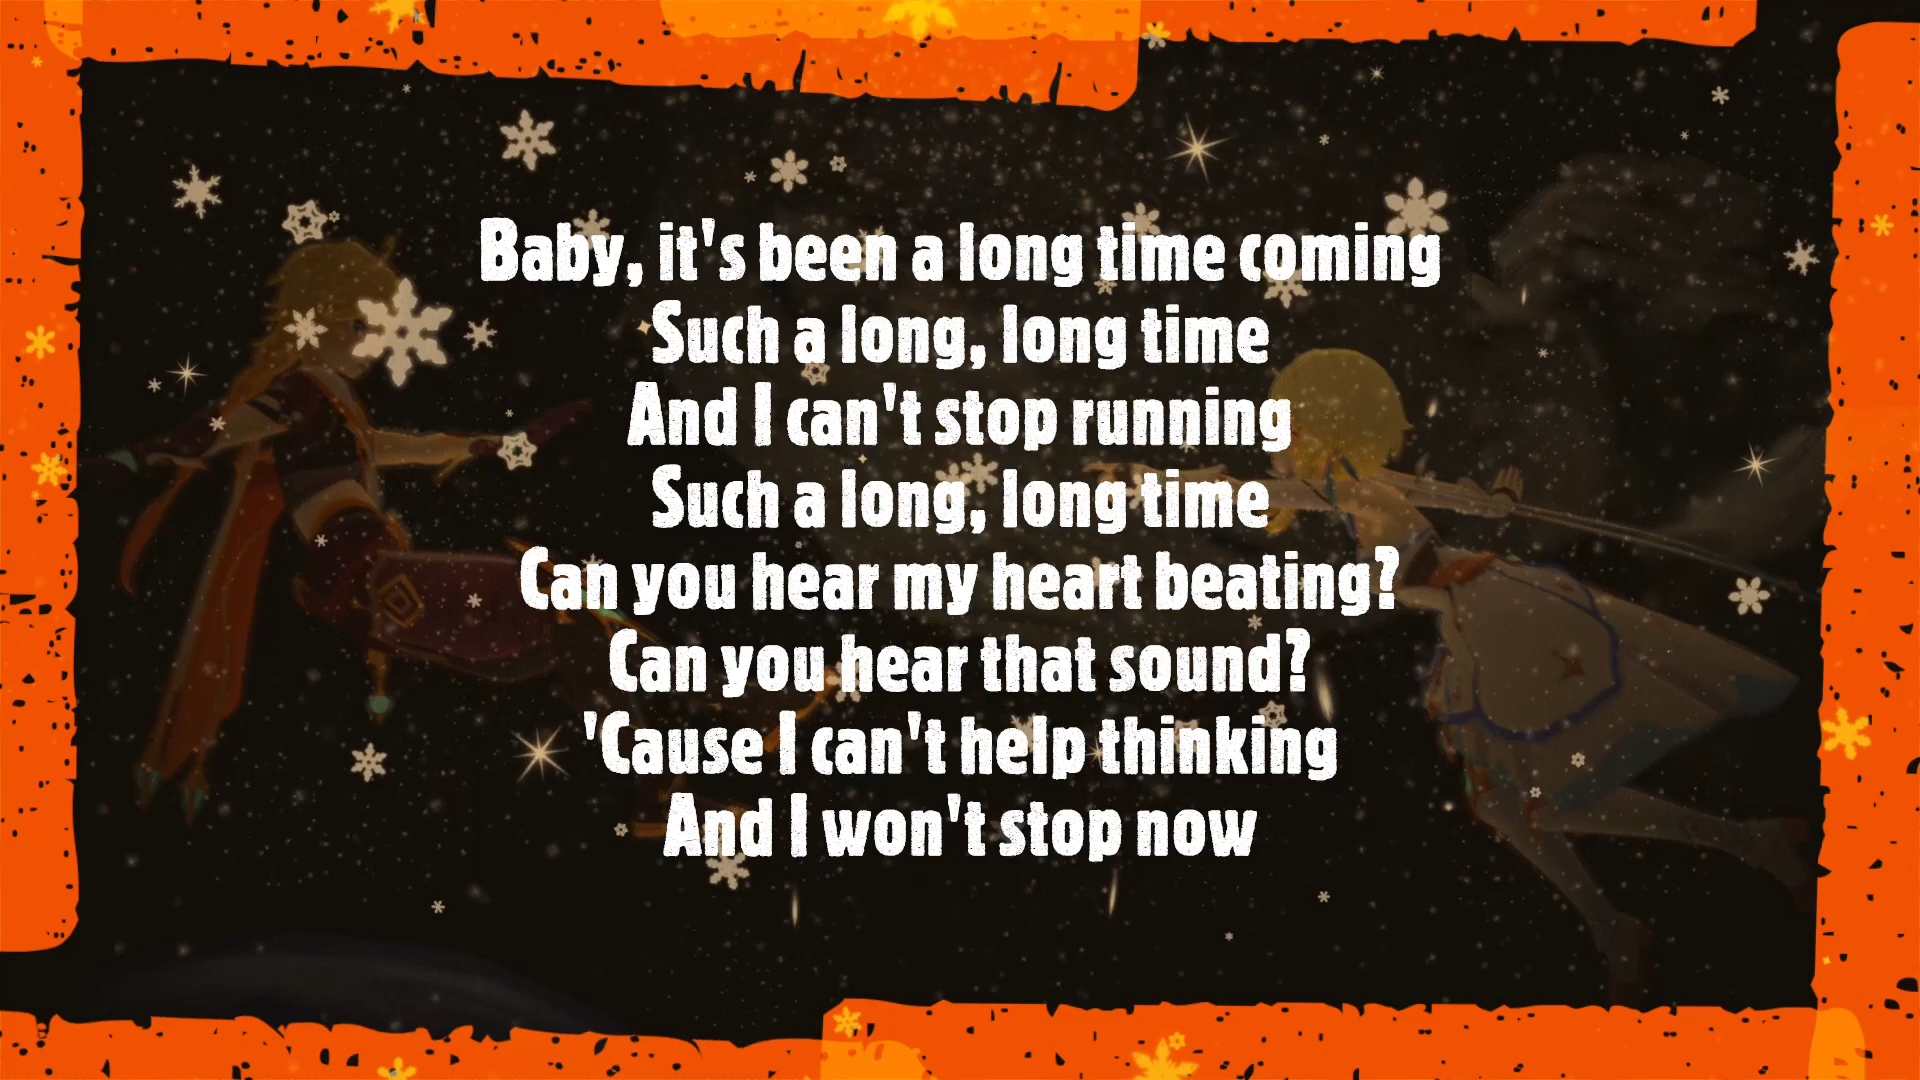 Baby, it's been a long time coming
Such a long, long time
And I can't stop running
Such a long, long time
Can you hear my heart beating?
Can you hear that sound?
'Cause I can't help thinking
And I won't stop now